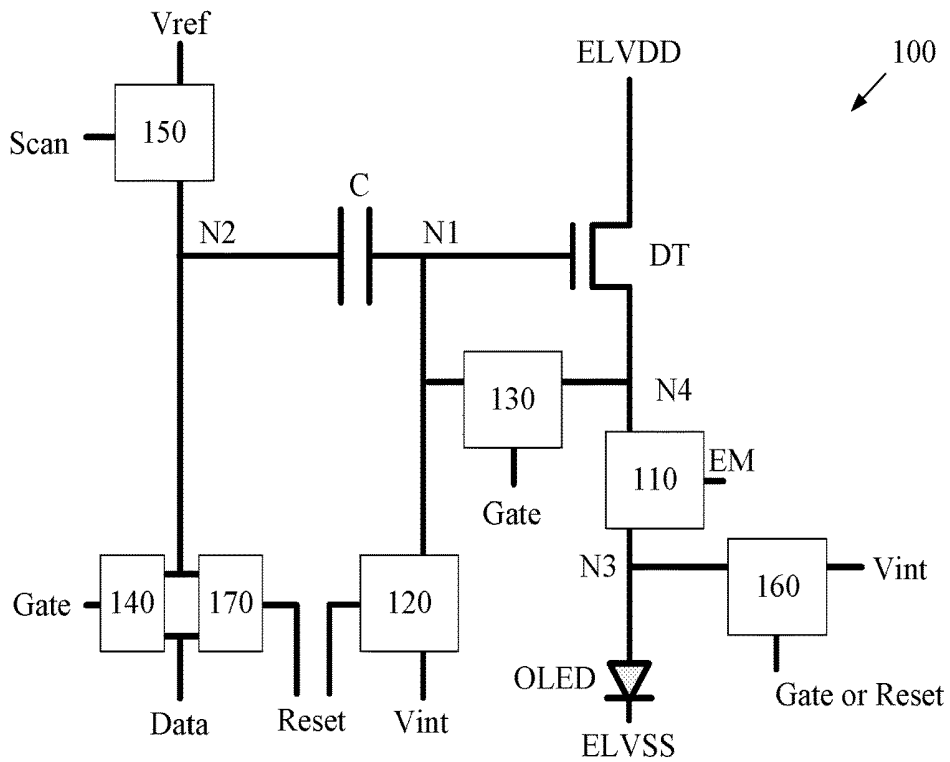 Vref
ELVDD
100
Scan
150
C
N2
N1
DT
130
N4
110
EM
Gate
N3
Vint
Gate
140
170
120
160
OLED
Gate or Reset
Data
Reset
Vint
ELVSS